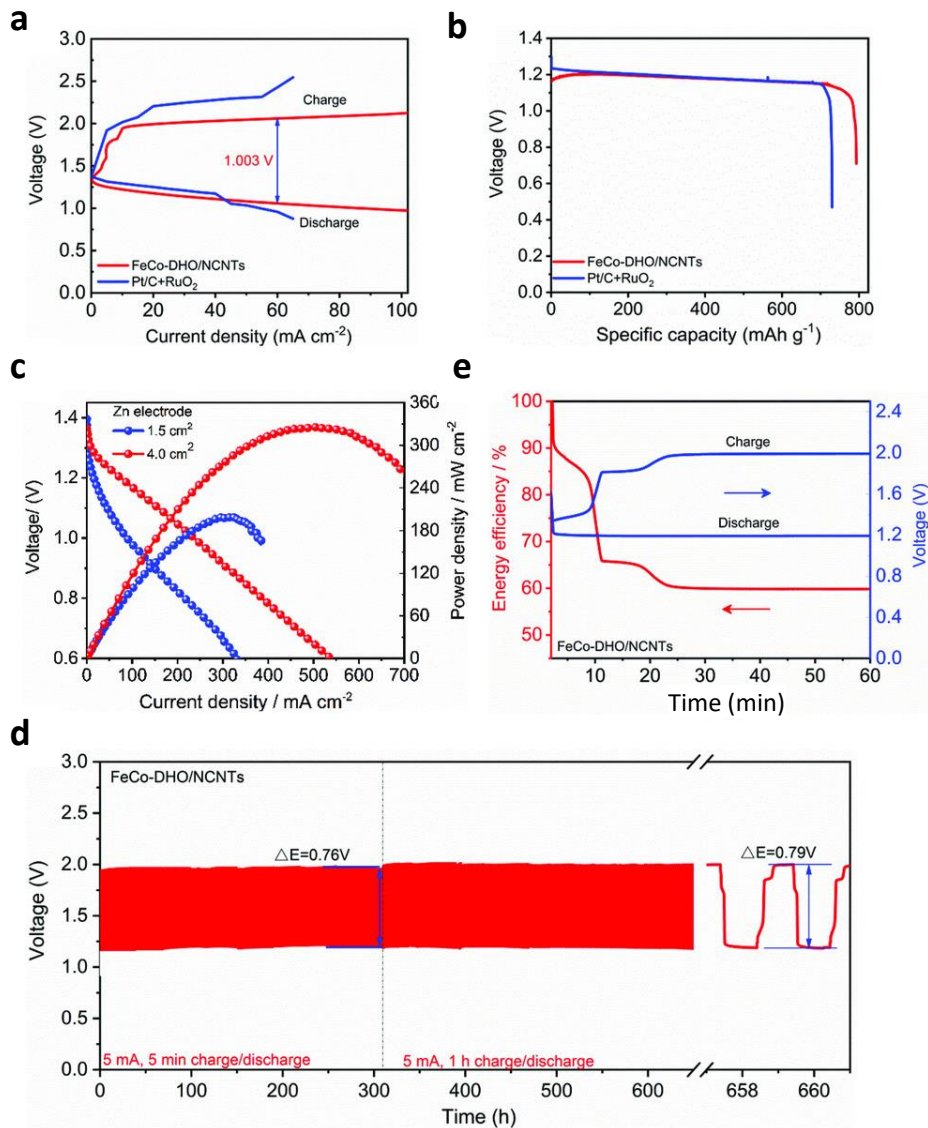 a
3.0
2.5
2.0
1.5
1.0
0.5
0.0
Voltage (V)
Charge
1.003 V
Discharge
FeCo-DHO/NCNTs
Pt/C+RuO₂
0 20 40 60 80 100
Current density (mA cm⁻²)
b
1.4
1.2
1.0
0.8
0.6
0.4
0.2
0.0
Voltage (V)
FeCo-DHO/NCNTs
Pt/C+RuO₂
0 200 400 600 800
Specific capacity (mAh g⁻¹)
c
1.4
1.2
1.0
0.8
0.6
Voltage/ (V)
Zn electrode
1.5 cm²
4.0 cm²
360
300
240
180
120
60
0
Power density / mW cm⁻²
0 100 200 300 400 500 600 700
Current density / mA cm⁻²
e
100
90
80
70
60
50
Energy efficiency / %
Charge
Discharge
FeCo-DHO/NCNTs
2.4
2.0
1.6
1.2
0.8
0.4
0.0
Voltage (V)
10 20 30 40 50 60
Time (min)
d
3.0
2.5
2.0
1.5
1.0
0.5
0.0
Voltage (V)
FeCo-DHO/NCNTs
△E=0.76V
△E=0.79V
5 mA, 5 min charge/discharge
5 mA, 1 h charge/discharge
0 100 200 300 400 500 600 658 660
Time (h)